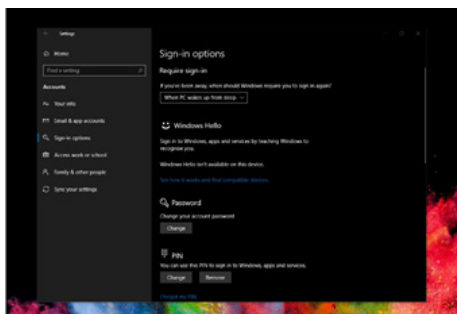 Settings
Home
Find a setting
Accounts
Your info
Email & app accounts
Sign-in options
Access work or school
Family & other people
Sync your settings
Sign-in options
Require sign-in
If you've been away, when should Windows require you to sign in again?
When PC wakes up from sleep
Windows Hello
Sign in to Windows, apps and services by teaching Windows to
recognise you.
Windows Hello isn't available on this device.
See how it works and find compatible devices.
Password
Change your account password
Change
PIN
You can use this PIN to sign in to Windows, apps and services.
Change Remove
I forgot my PIN